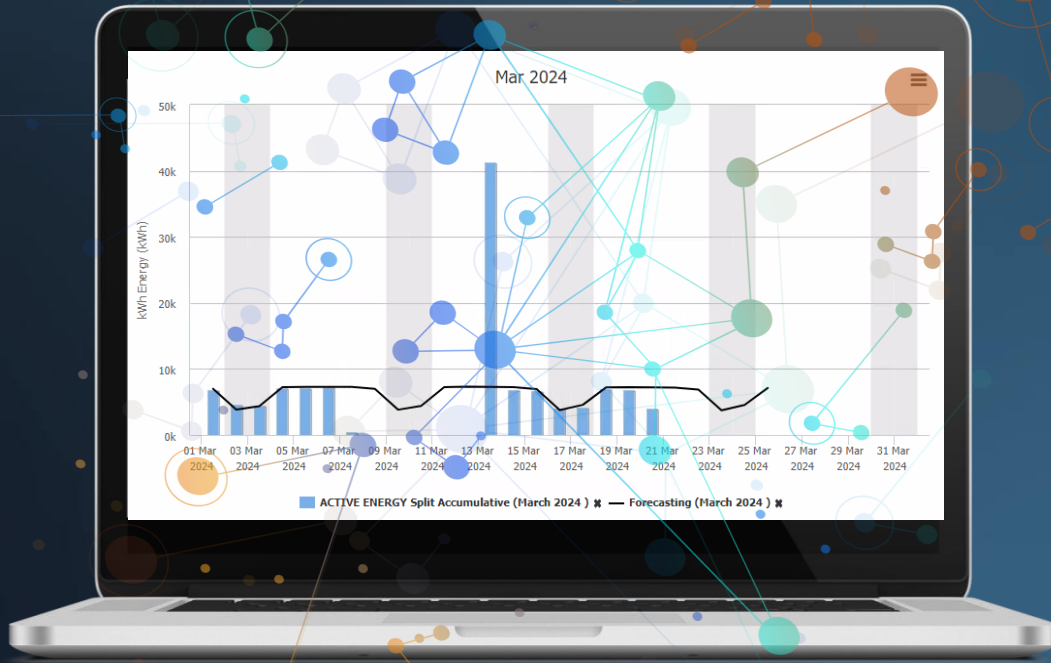 Mar 2024
50k
40k
30k
20k
10k
0k
kWh Energy (kWh)
01 Mar 2024
03 Mar 2024
05 Mar 2024
07 Mar 2024
09 Mar 2024
11 Mar 2024
13 Mar 2024
15 Mar 2024
17 Mar 2024
19 Mar 2024
21 Mar 2024
23 Mar 2024
25 Mar 2024
27 Mar 2024
29 Mar 2024
31 Mar 2024
ACTIVE ENERGY Split Accumulative (March 2024 ) ✖ Forecasting (March 2024 ) ✖